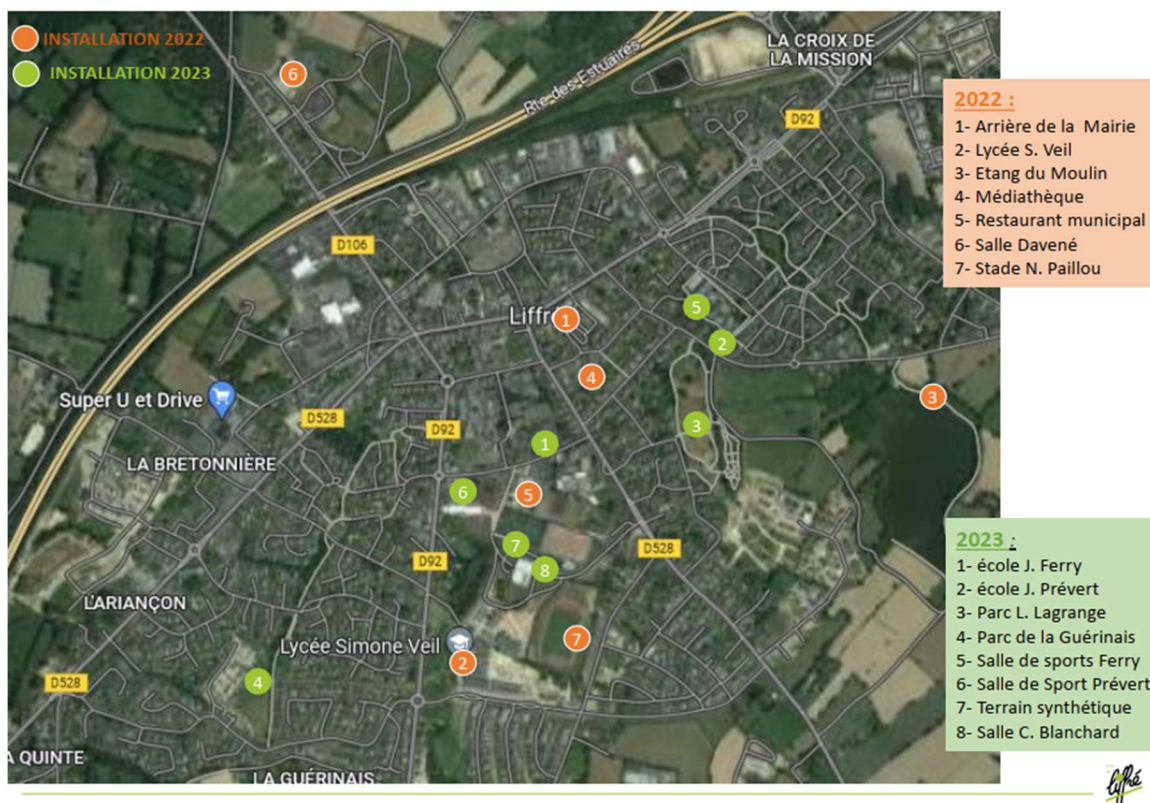 INSTALLATION 2022
INSTALLATION 2023
LA CROIX DE
LA MISSION
6
Rte des Estuaires
D92
2022 :
1- Arrière de la Mairie
2- Lycée S. Veil
3- Etang du Moulin
4- Médiathèque
5- Restaurant municipal
6- Salle Davené
7- Stade N. Paillou
D106
5
Liffr
1
2
4
3
Super U et Drive
D528
D92
3
1
LA BRETONNIÈRE
6
5
7
D92
D528
8
2023 :
1- école J. Ferry
2- école J. Prévert
3- Parc L. Lagrange
4- Parc de la Guérinais
5- Salle de sports Ferry
6- Salle de Sport Prévert
7- Terrain synthétique
8- Salle C. Blanchard
L'ARIANÇON
Lycée Simone Veil
7
2
D528
4
A QUINTE
LA GUÉRINAIS
Liffré